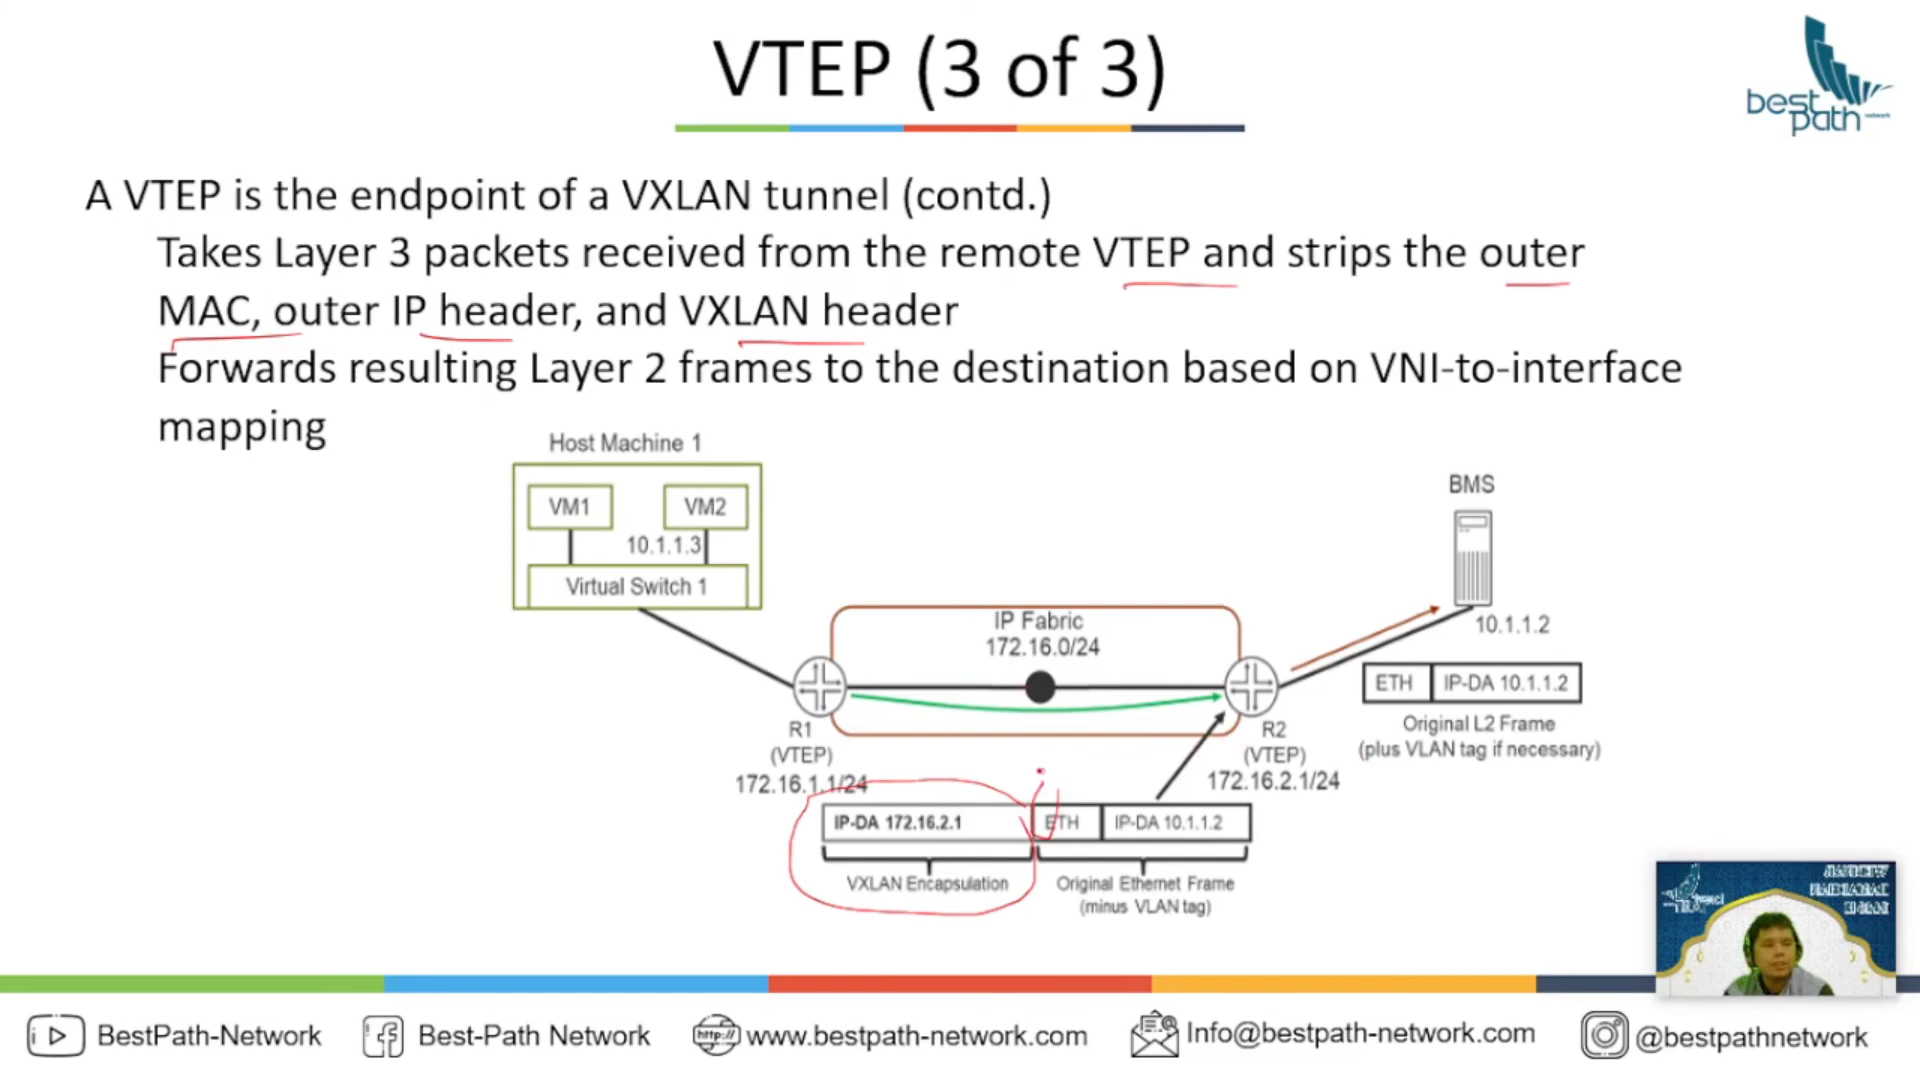 VTEP (3 of 3)
best
path
network
A VTEP is the endpoint of a VXLAN tunnel (contd.)
Takes Layer 3 packets received from the remote VTEP and strips the outer
MAC, outer IP header, and VXLAN header
Forwards resulting Layer 2 frames to the destination based on VNI-to-interface
mapping
Host Machine 1
VM1
VM2
10.1.1.3
Virtual Switch 1
BMS
10.1.1.2
IP Fabric
172.16.0/24
ETH
IP-DA 10.1.1.2
Original L2 Frame
(plus VLAN tag if necessary)
R1
(VTEP)
172.16.1.1/24
R2
(VTEP)
172.16.2.1/24
IP-DA 172.16.2.1
ETH
IP-DA 10.1.1.2
VXLAN Encapsulation
Original Ethernet Frame
(minus VLAN tag)
BestPath-Network
Best-Path Network
http://
www.bestpath-network.com
Info@bestpath-network.com
@bestpathnetwork